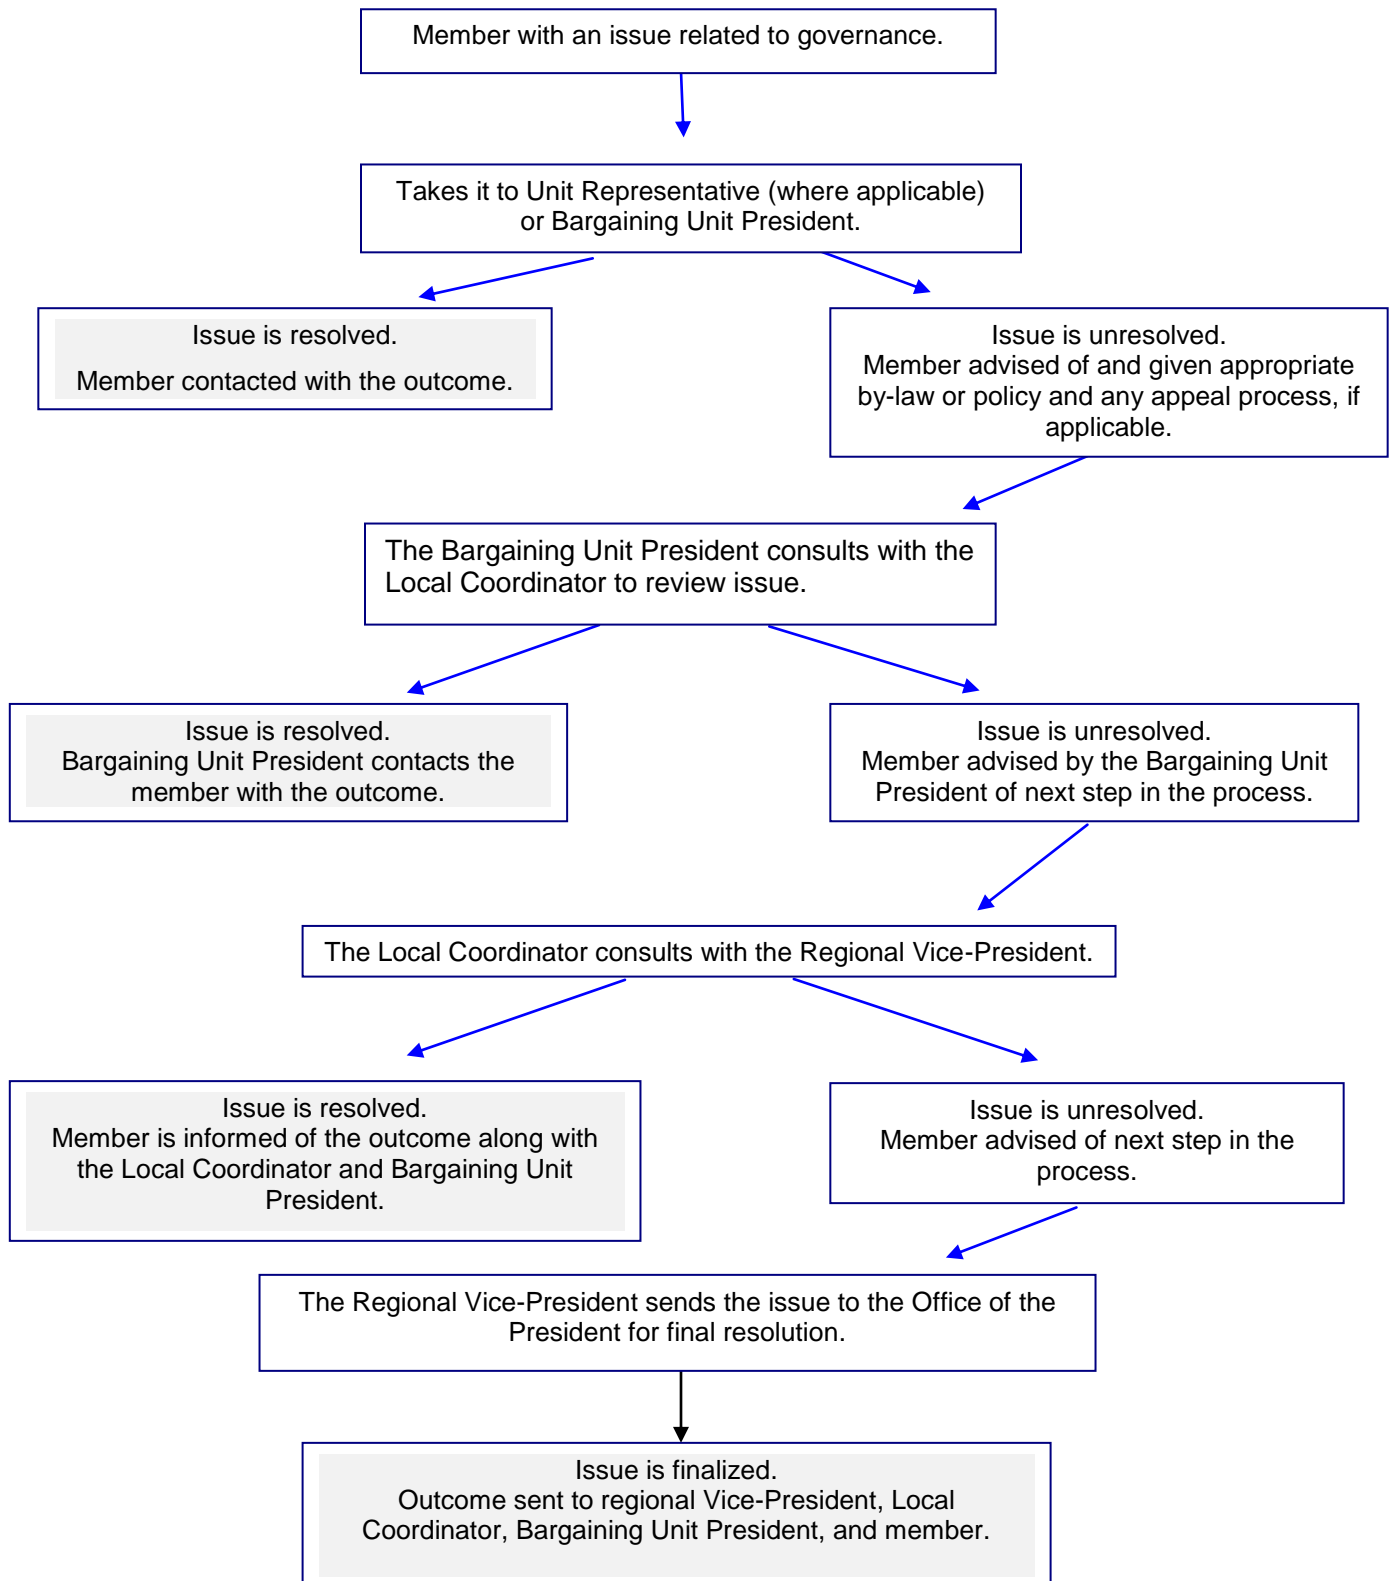 Member with an issue related to governance.
Takes it to Unit Representative (where applicable)
or Bargaining Unit President.
Issue is resolved.
Member contacted with the outcome.
Issue is unresolved.
Member advised of and given appropriate
by-law or policy and any appeal process, if
applicable.
The Bargaining Unit President consults with the
Local Coordinator to review issue.
Issue is resolved.
Bargaining Unit President contacts the
member with the outcome.
Issue is unresolved.
Member advised by the Bargaining Unit
President of next step in the process.
The Local Coordinator consults with the Regional Vice-President.
Issue is resolved.
Member is informed of the outcome along with
the Local Coordinator and Bargaining Unit
President.
Issue is unresolved.
Member advised of next step in the
process.
The Regional Vice-President sends the issue to the Office of the
President for final resolution.
Issue is finalized.
Outcome sent to regional Vice-President, Local
Coordinator, Bargaining Unit President, and member.